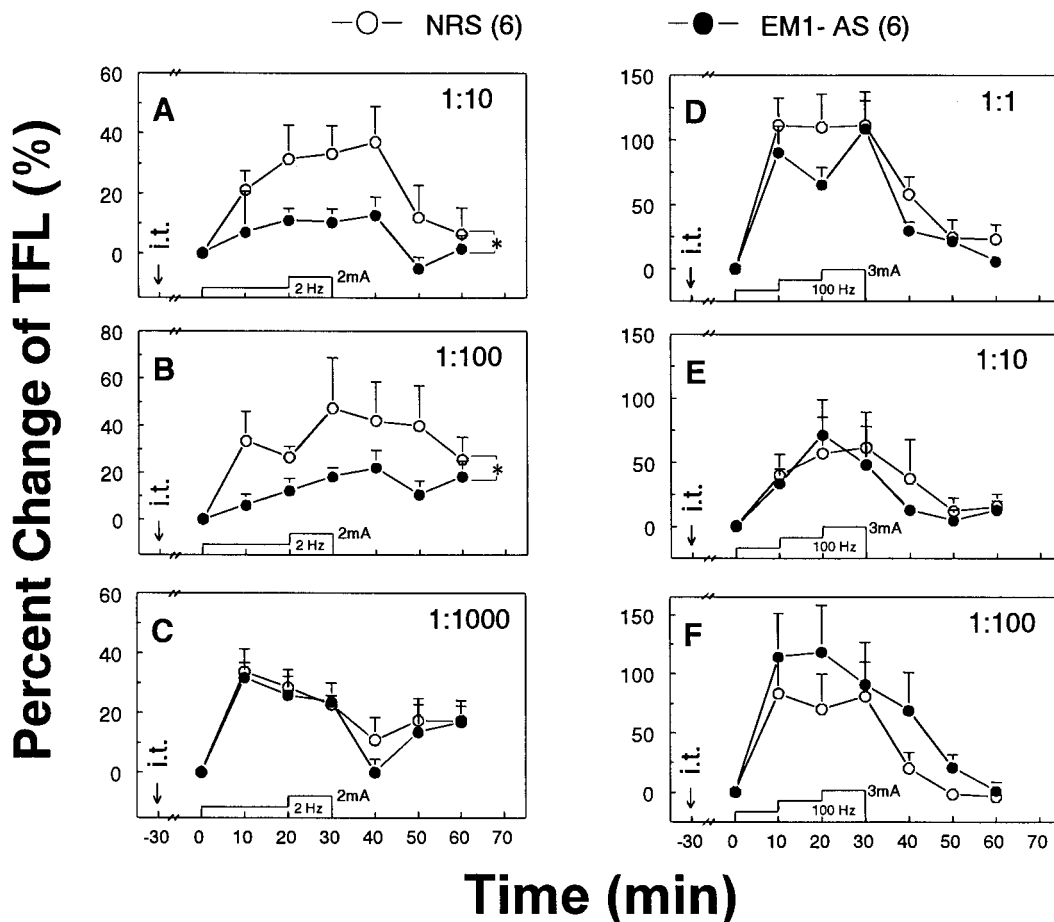 NRS (6)
EM1- AS (6)
Percent Change of TFL (%)
A
1:10
60
40
20
0
i.t.
*
2 Hz
2mA
B
1:100
80
60
40
20
0
i.t.
*
2 Hz
2mA
C
1:1000
60
40
20
0
i.t.
2 Hz
2mA
-30 0 10 20 30 40 50 60 70
D
1:1
150
100
50
0
i.t.
100 Hz
3mA
E
1:10
150
100
50
0
i.t.
100 Hz
3mA
F
1:100
150
100
50
0
i.t.
100 Hz
3mA
-30 0 10 20 30 40 50 60 70
Time (min)